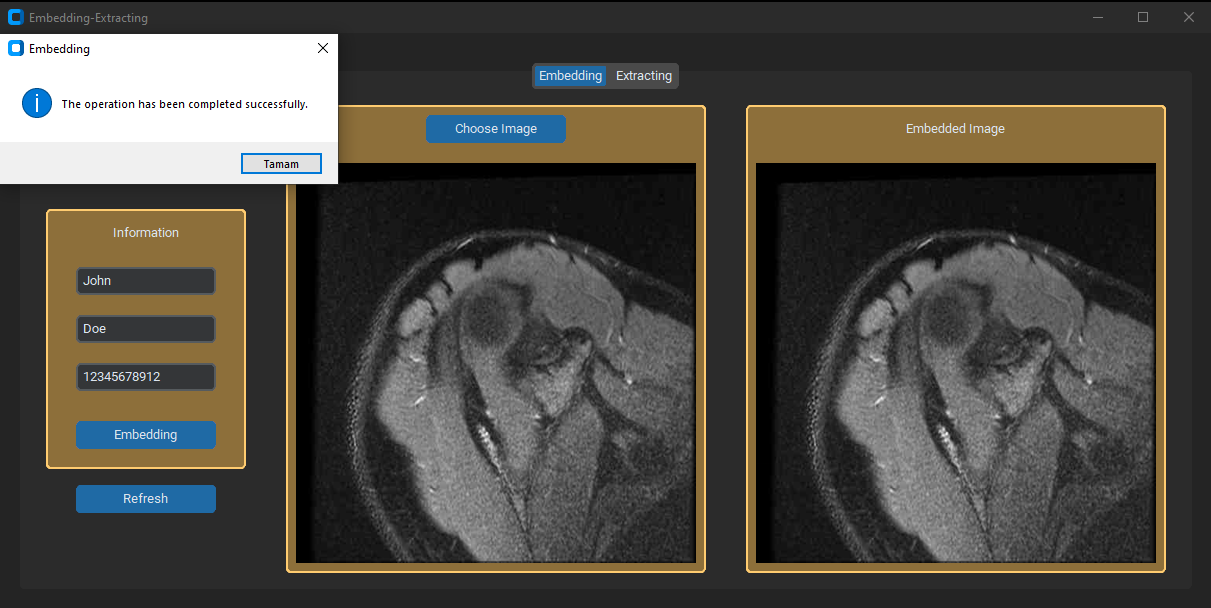 Embedding-Extracting
Embedding
The operation has been completed successfully.
Tamam
Embedding Extracting
Information
John
Doe
12345678912
Embedding
Refresh
Choose Image
Embedded Image